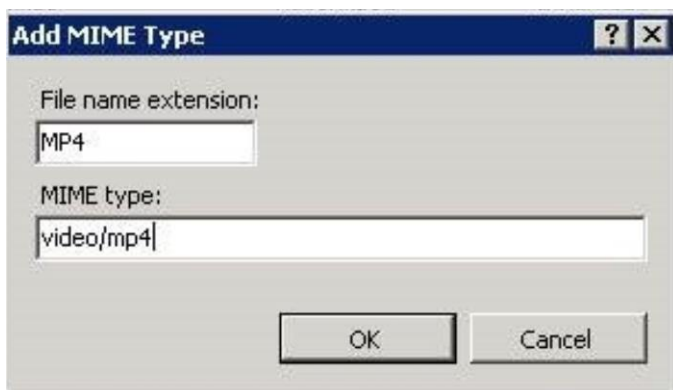 Add MIME Type
File name extension:
MP4
MIME type:
video/mp4
OK Cancel